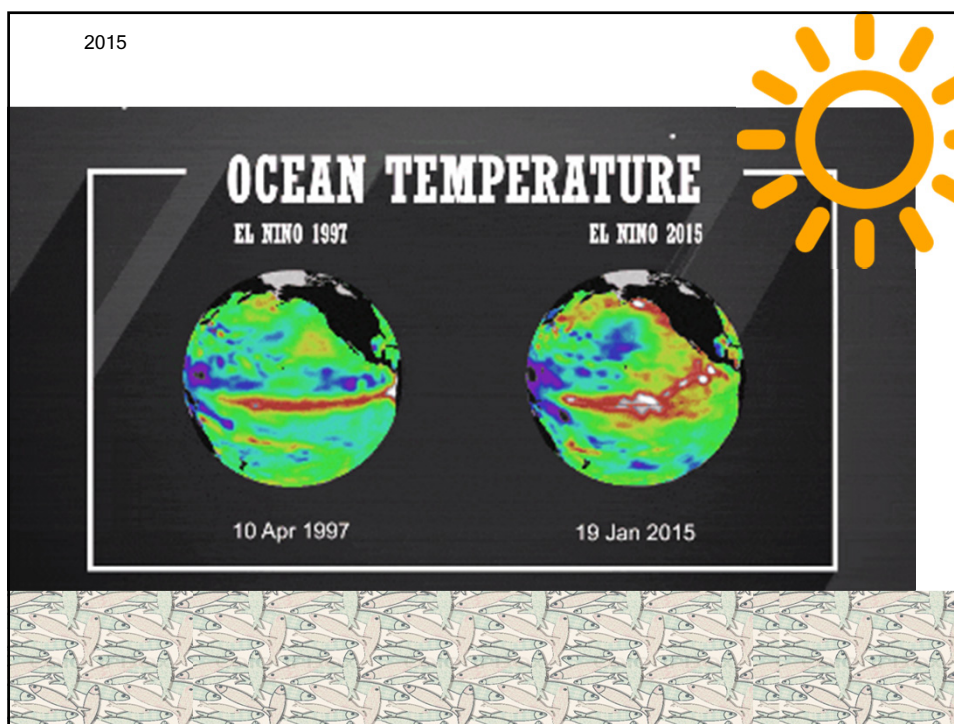 2015
OCEAN TEMPERATURE
EL NINO 1997
EL NINO 2015
10 Apr 1997
19 Jan 2015